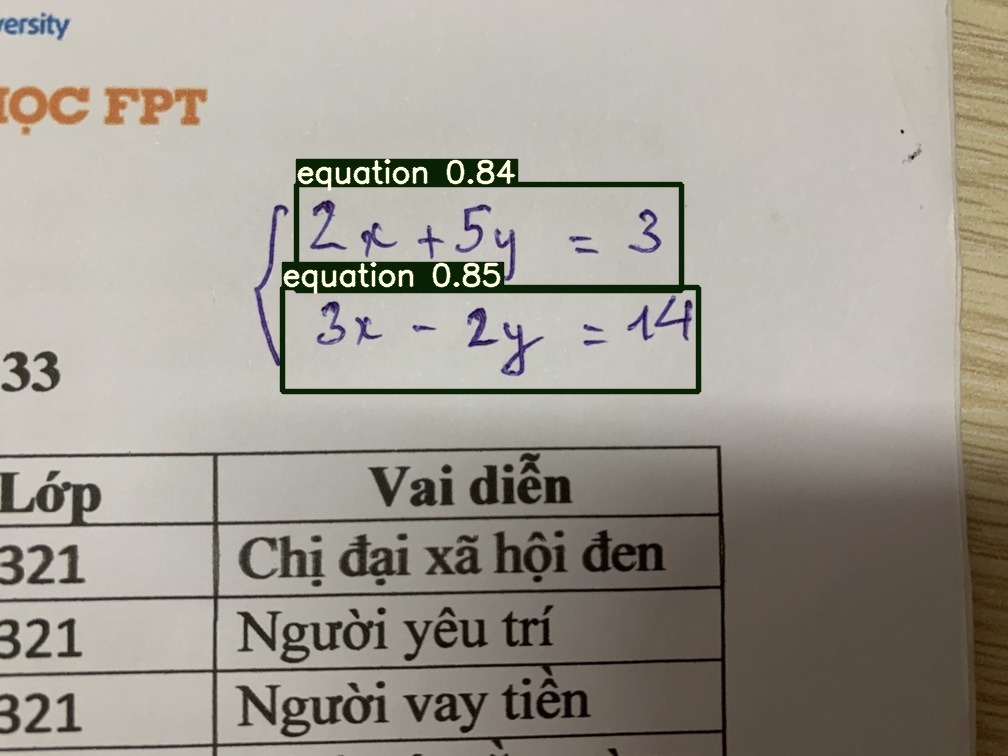 versity
HỌC FPT
equation 0.84
2x + 5y = 3
equation 0.85
3x - 2y = 14
33
Lớp Vai diễn
321 Chị đại xã hội đen
321 Người yêu trí
321 Người vay tiền